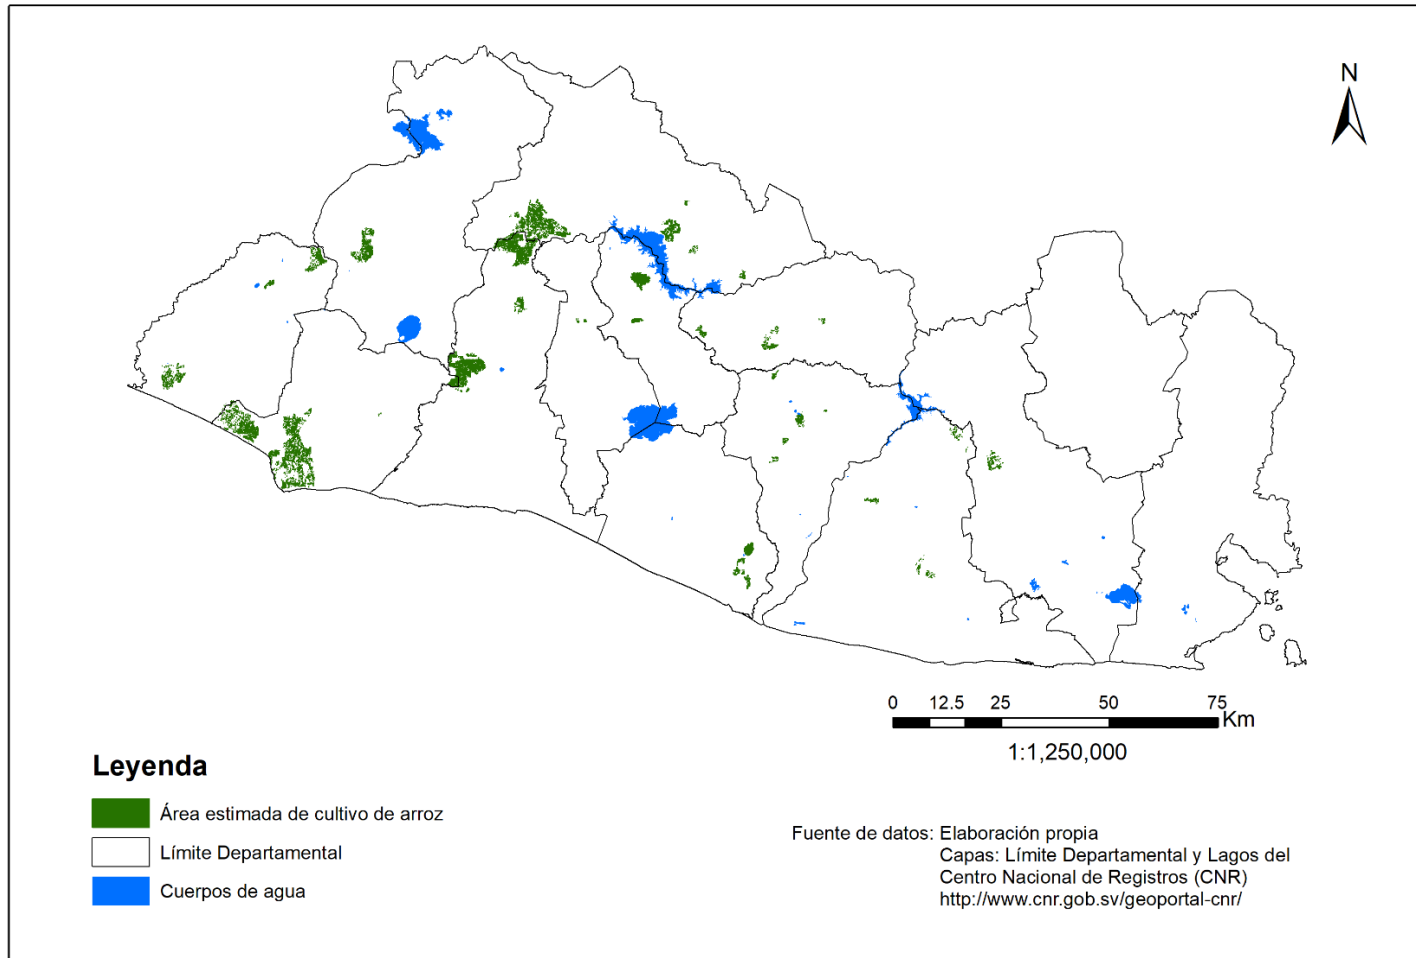 N
0 12.5 25 50 75
Km
1:1,250,000
Leyenda
Área estimada de cultivo de arroz
Límite Departamental
Cuerpos de agua
Fuente de datos: Elaboración propia
Capas: Límite Departamental y Lagos del
Centro Nacional de Registros (CNR)
http://www.cnr.gob.sv/geoportal-cnr/